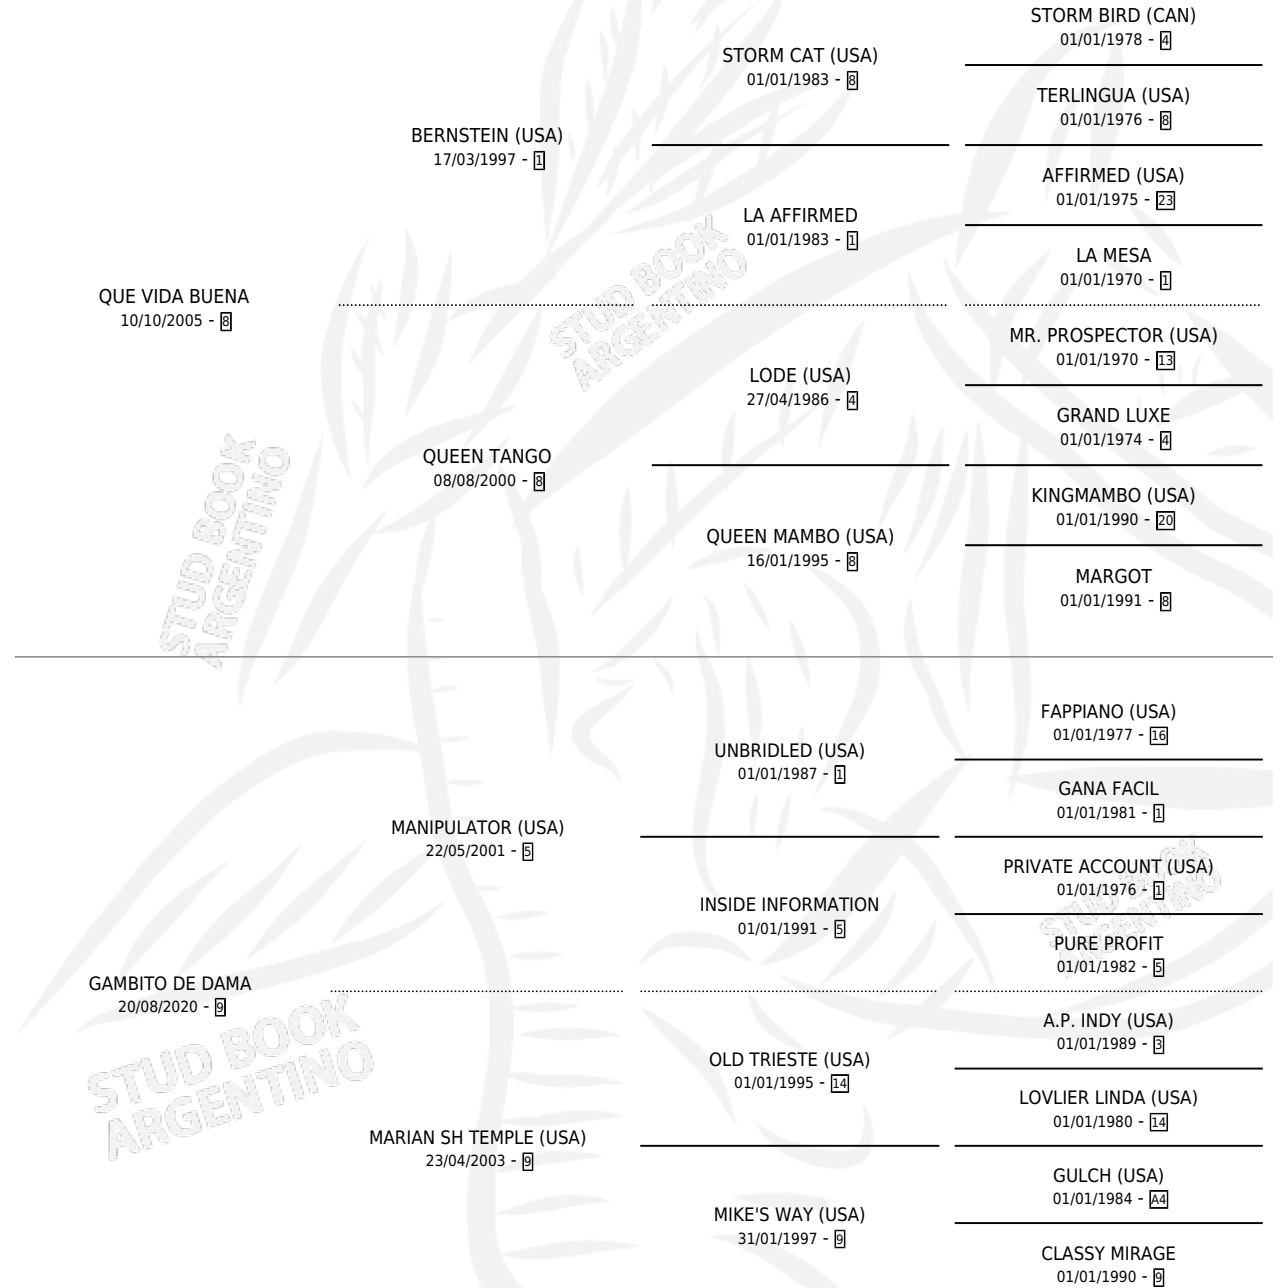 STORM BIRD (CAN)
01/01/1978 - 4
STORM CAT (USA)
01/01/1983 - 8
TERLINGUA (USA)
01/01/1976 - 8
BERNSTEIN (USA)
17/03/1997 - 1
AFFIRMED (USA)
01/01/1975 - 23
LA AFFIRMED
01/01/1983 - 1
LA MESA
01/01/1970 - 1
QUE VIDA BUENA
10/10/2005 - 8
MR. PROSPECTOR (USA)
01/01/1970 - 13
LODE (USA)
27/04/1986 - 4
GRAND LUXE
01/01/1974 - 4
QUEEN TANGO
08/08/2000 - 8
KINGMAMBO (USA)
01/01/1990 - 20
QUEEN MAMBO (USA)
16/01/1995 - 8
MARGOT
01/01/1991 - 8
STUD BOOK
ARGENTINO
STUD BOOK
ARGENTINO
FAPPIANO (USA)
01/01/1977 - 16
UNBRIDLED (USA)
01/01/1987 - 1
GANA FACIL
01/01/1981 - 1
MANIPULATOR (USA)
22/05/2001 - 5
PRIVATE ACCOUNT (USA)
01/01/1976 - 1
INSIDE INFORMATION
01/01/1991 - 5
PURE PROFIT
01/01/1982 - 5
GAMBITO DE DAMA
20/08/2020 - 9
A.P. INDY (USA)
01/01/1989 - 3
OLD TRIESTE (USA)
01/01/1995 - 14
LOVLIER LINDA (USA)
01/01/1980 - 14
MARIAN SH TEMPLE (USA)
23/04/2003 - 9
GULCH (USA)
01/01/1984 - A4
MIKE'S WAY (USA)
31/01/1997 - 9
CLASSY MIRAGE
01/01/1990 - 9
STUD BOOK
ARGENTINO
STUD BOOK
ARGENTINO